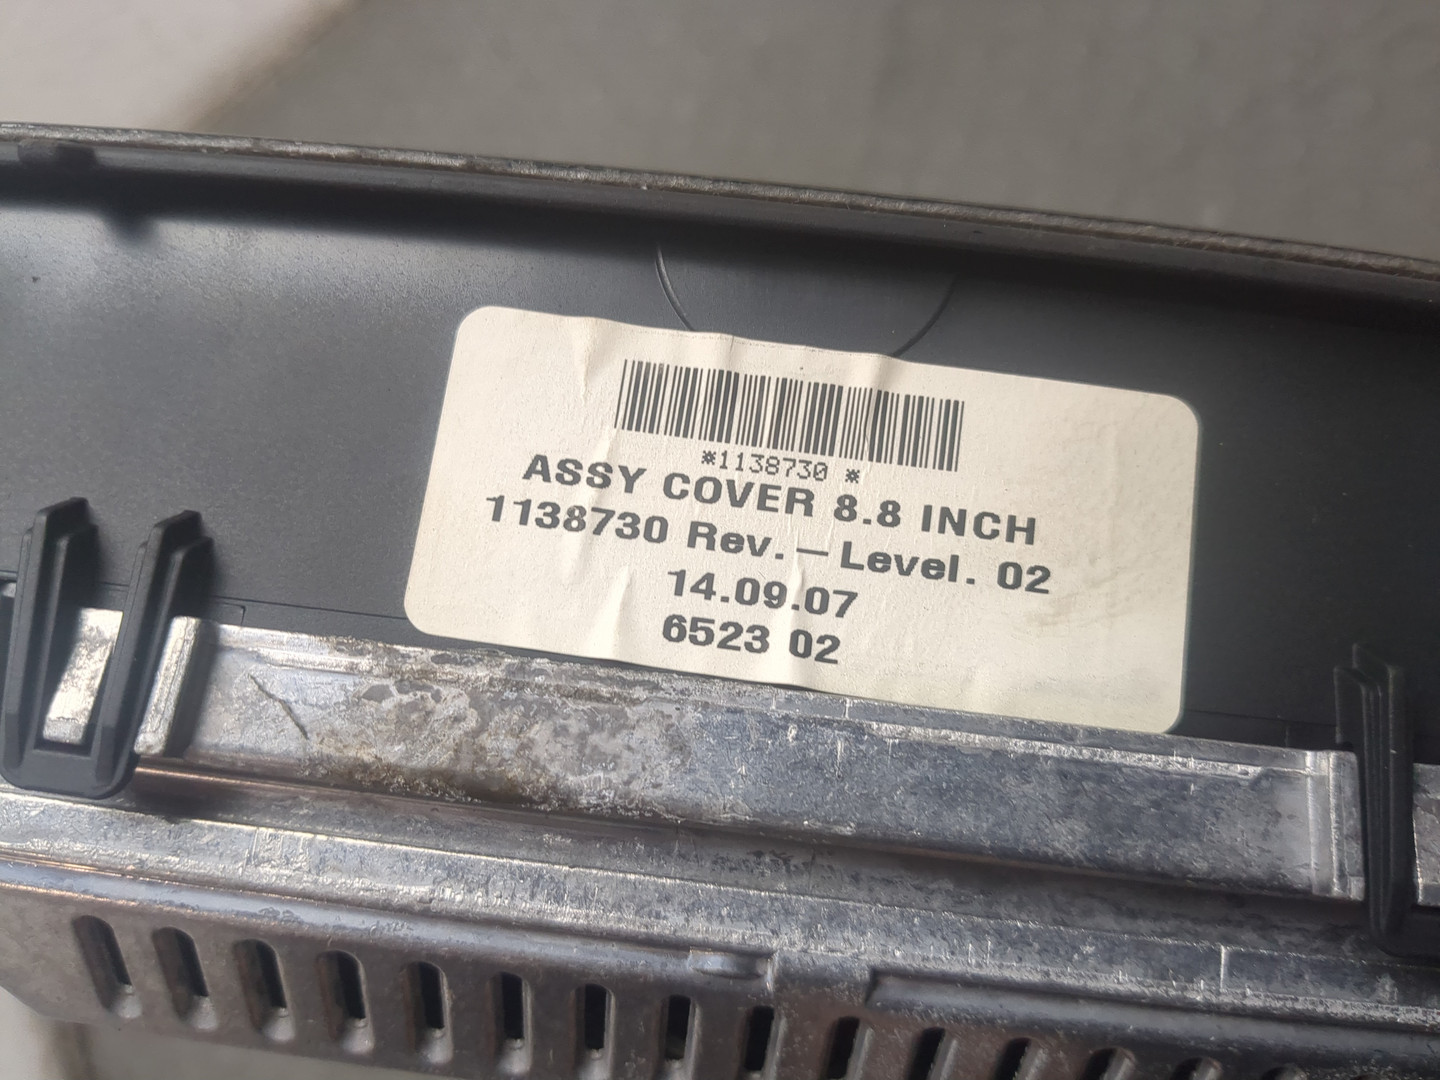 *1138730 *
ASSY COVER 8.8 INCH
1138730 Rev. – Level. 02
14.09.07
6523 02